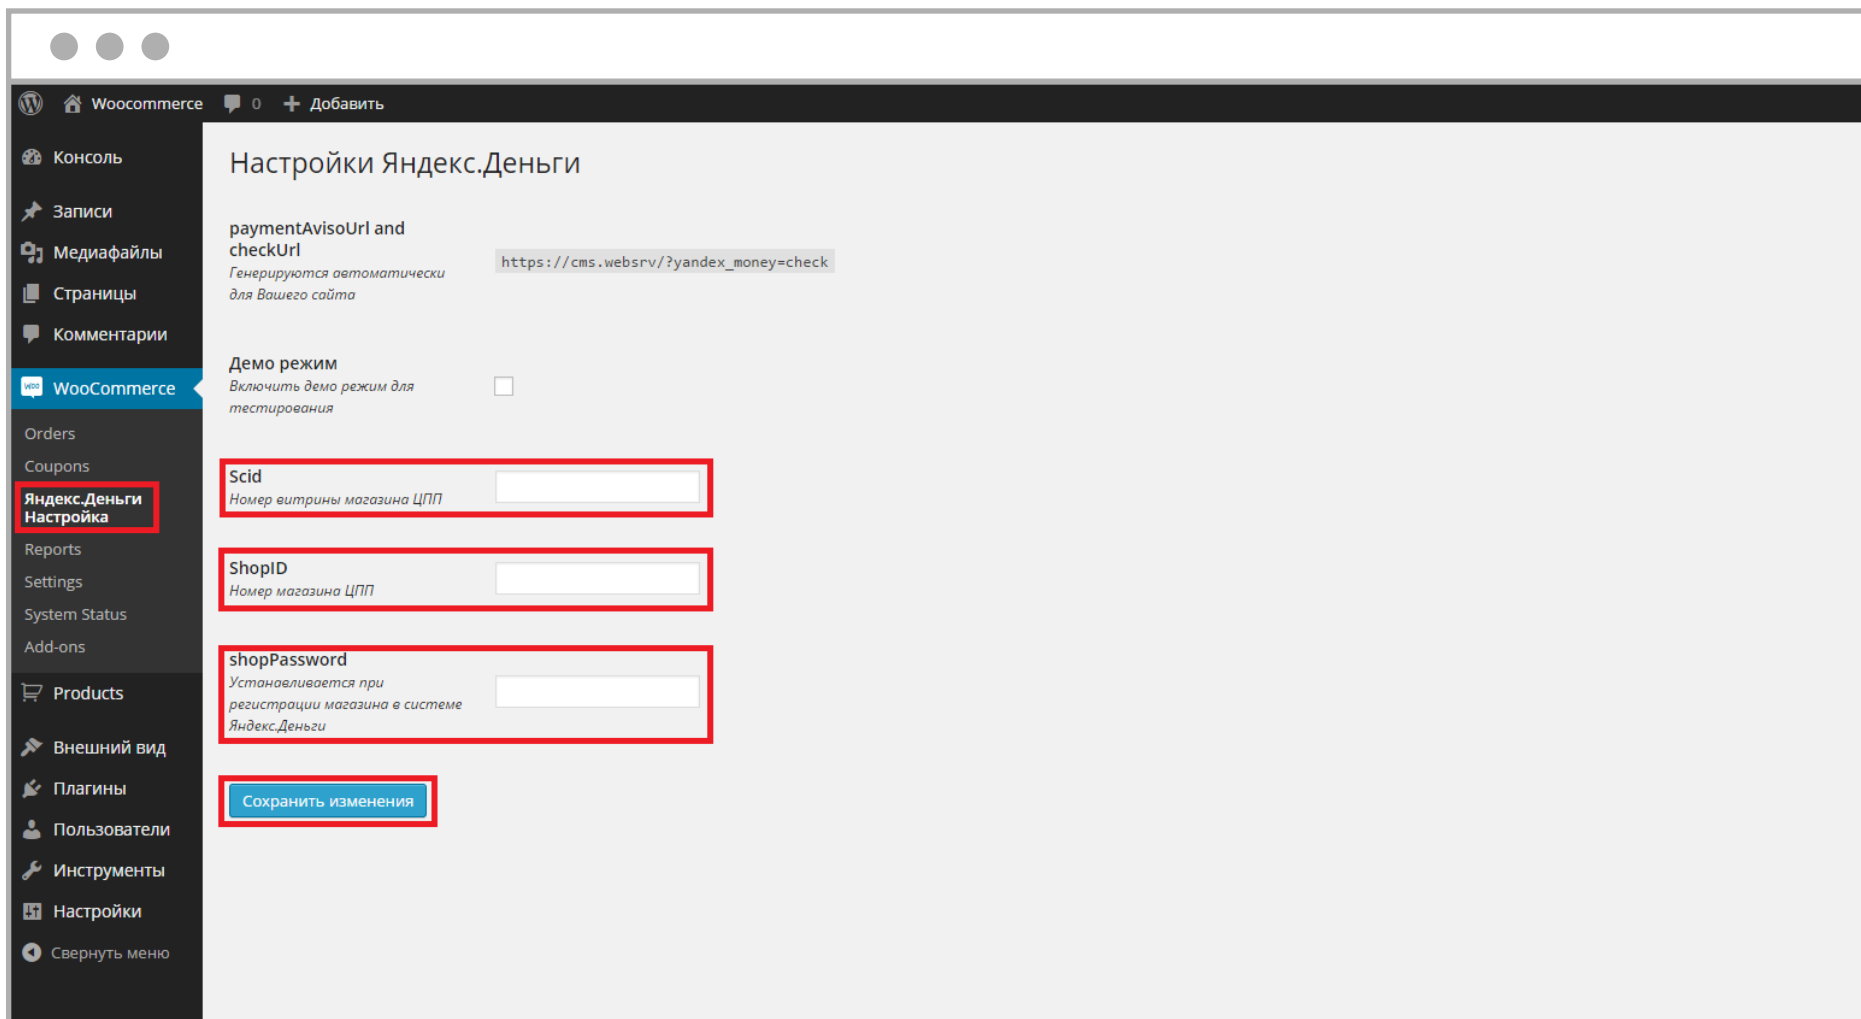 Woocommerce 0 Добавить
Консоль
Записи
Медиафайлы
Страницы
Комментарии
WOO WooCommerce
Orders
Coupons
Яндекс.Деньги
Настройка
Reports
Settings
System Status
Add-ons
Products
Внешний вид
Плагины
Пользователи
Инструменты
Настройки
Свернуть меню
Настройки Яндекс.Деньги
paymentAvisoUrl and
checkUrl
Генерируются автоматически
для Вашего сайта
https://cms.websrv/?yandex_money=check
Демо режим
Включить демо режим для
тестирования
Scid
Номер витрины магазина ЦПП
ShopID
Номер магазина ЦПП
shopPassword
Устанавливается при
регистрации магазина в системе
Яндекс.Деньги
Сохранить изменения